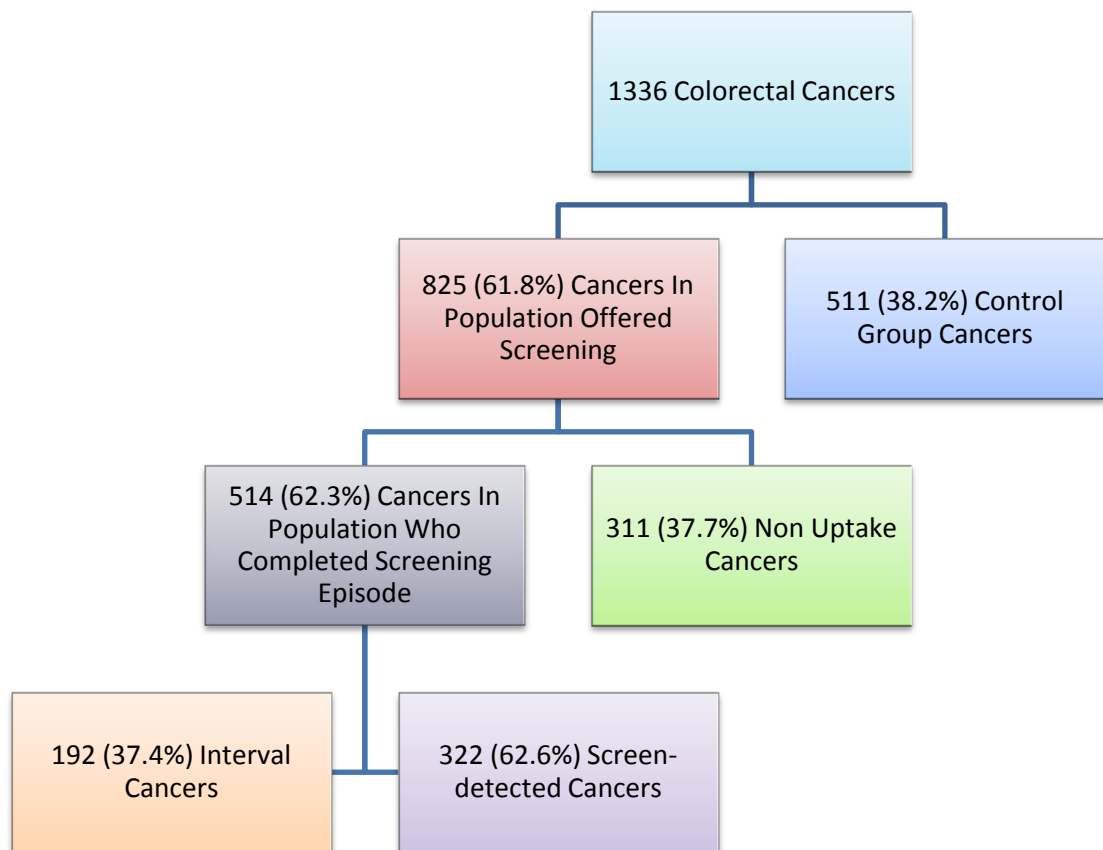 1336 Colorectal Cancers
825 (61.8%) Cancers In
Population Offered
Screening
511 (38.2%) Control
Group Cancers
514 (62.3%) Cancers In
Population Who
Completed Screening
Episode
311 (37.7%) Non Uptake
Cancers
192 (37.4%) Interval
Cancers
322 (62.6%) Screen-
detected Cancers